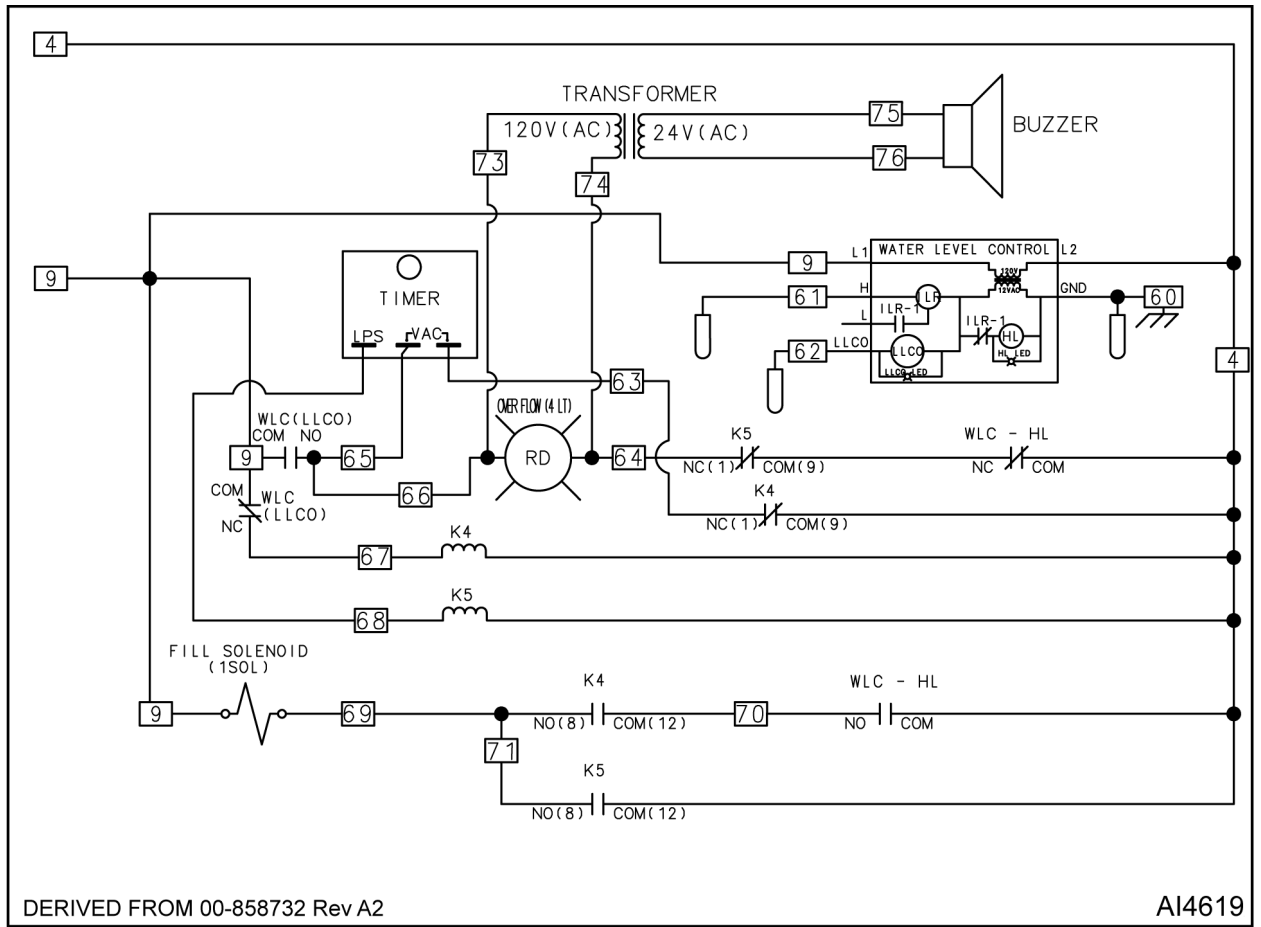 4
TRANSFORMER
120V(AC) 24V(AC)
75
BUZZER
73
76
74
9
TIMER
LPS VAC
9 L1 WATER LEVEL CONTROL L2
120V
12VAC
61 H ILR GND 60
L ILR-1 ILR-1
62 LLCO LLCO HL
HL LED
LLCO LED
4
63
OVERFLOW (4 LT)
WLC(LLCO)
COM NO
9 65 RD 64
K5
NC(1) COM(9)
WLC - HL
NC COM
66
COM WLC
(LLCO)
NC
K4
NC(1) COM(9)
67 K4
68 K5
FILL SOLENOID
(1SOL)
9 69
K4
NO(8) COM(12)
70
WLC - HL
NO COM
71
K5
NO(8) COM(12)
DERIVED FROM 00-858732 Rev A2
AI4619